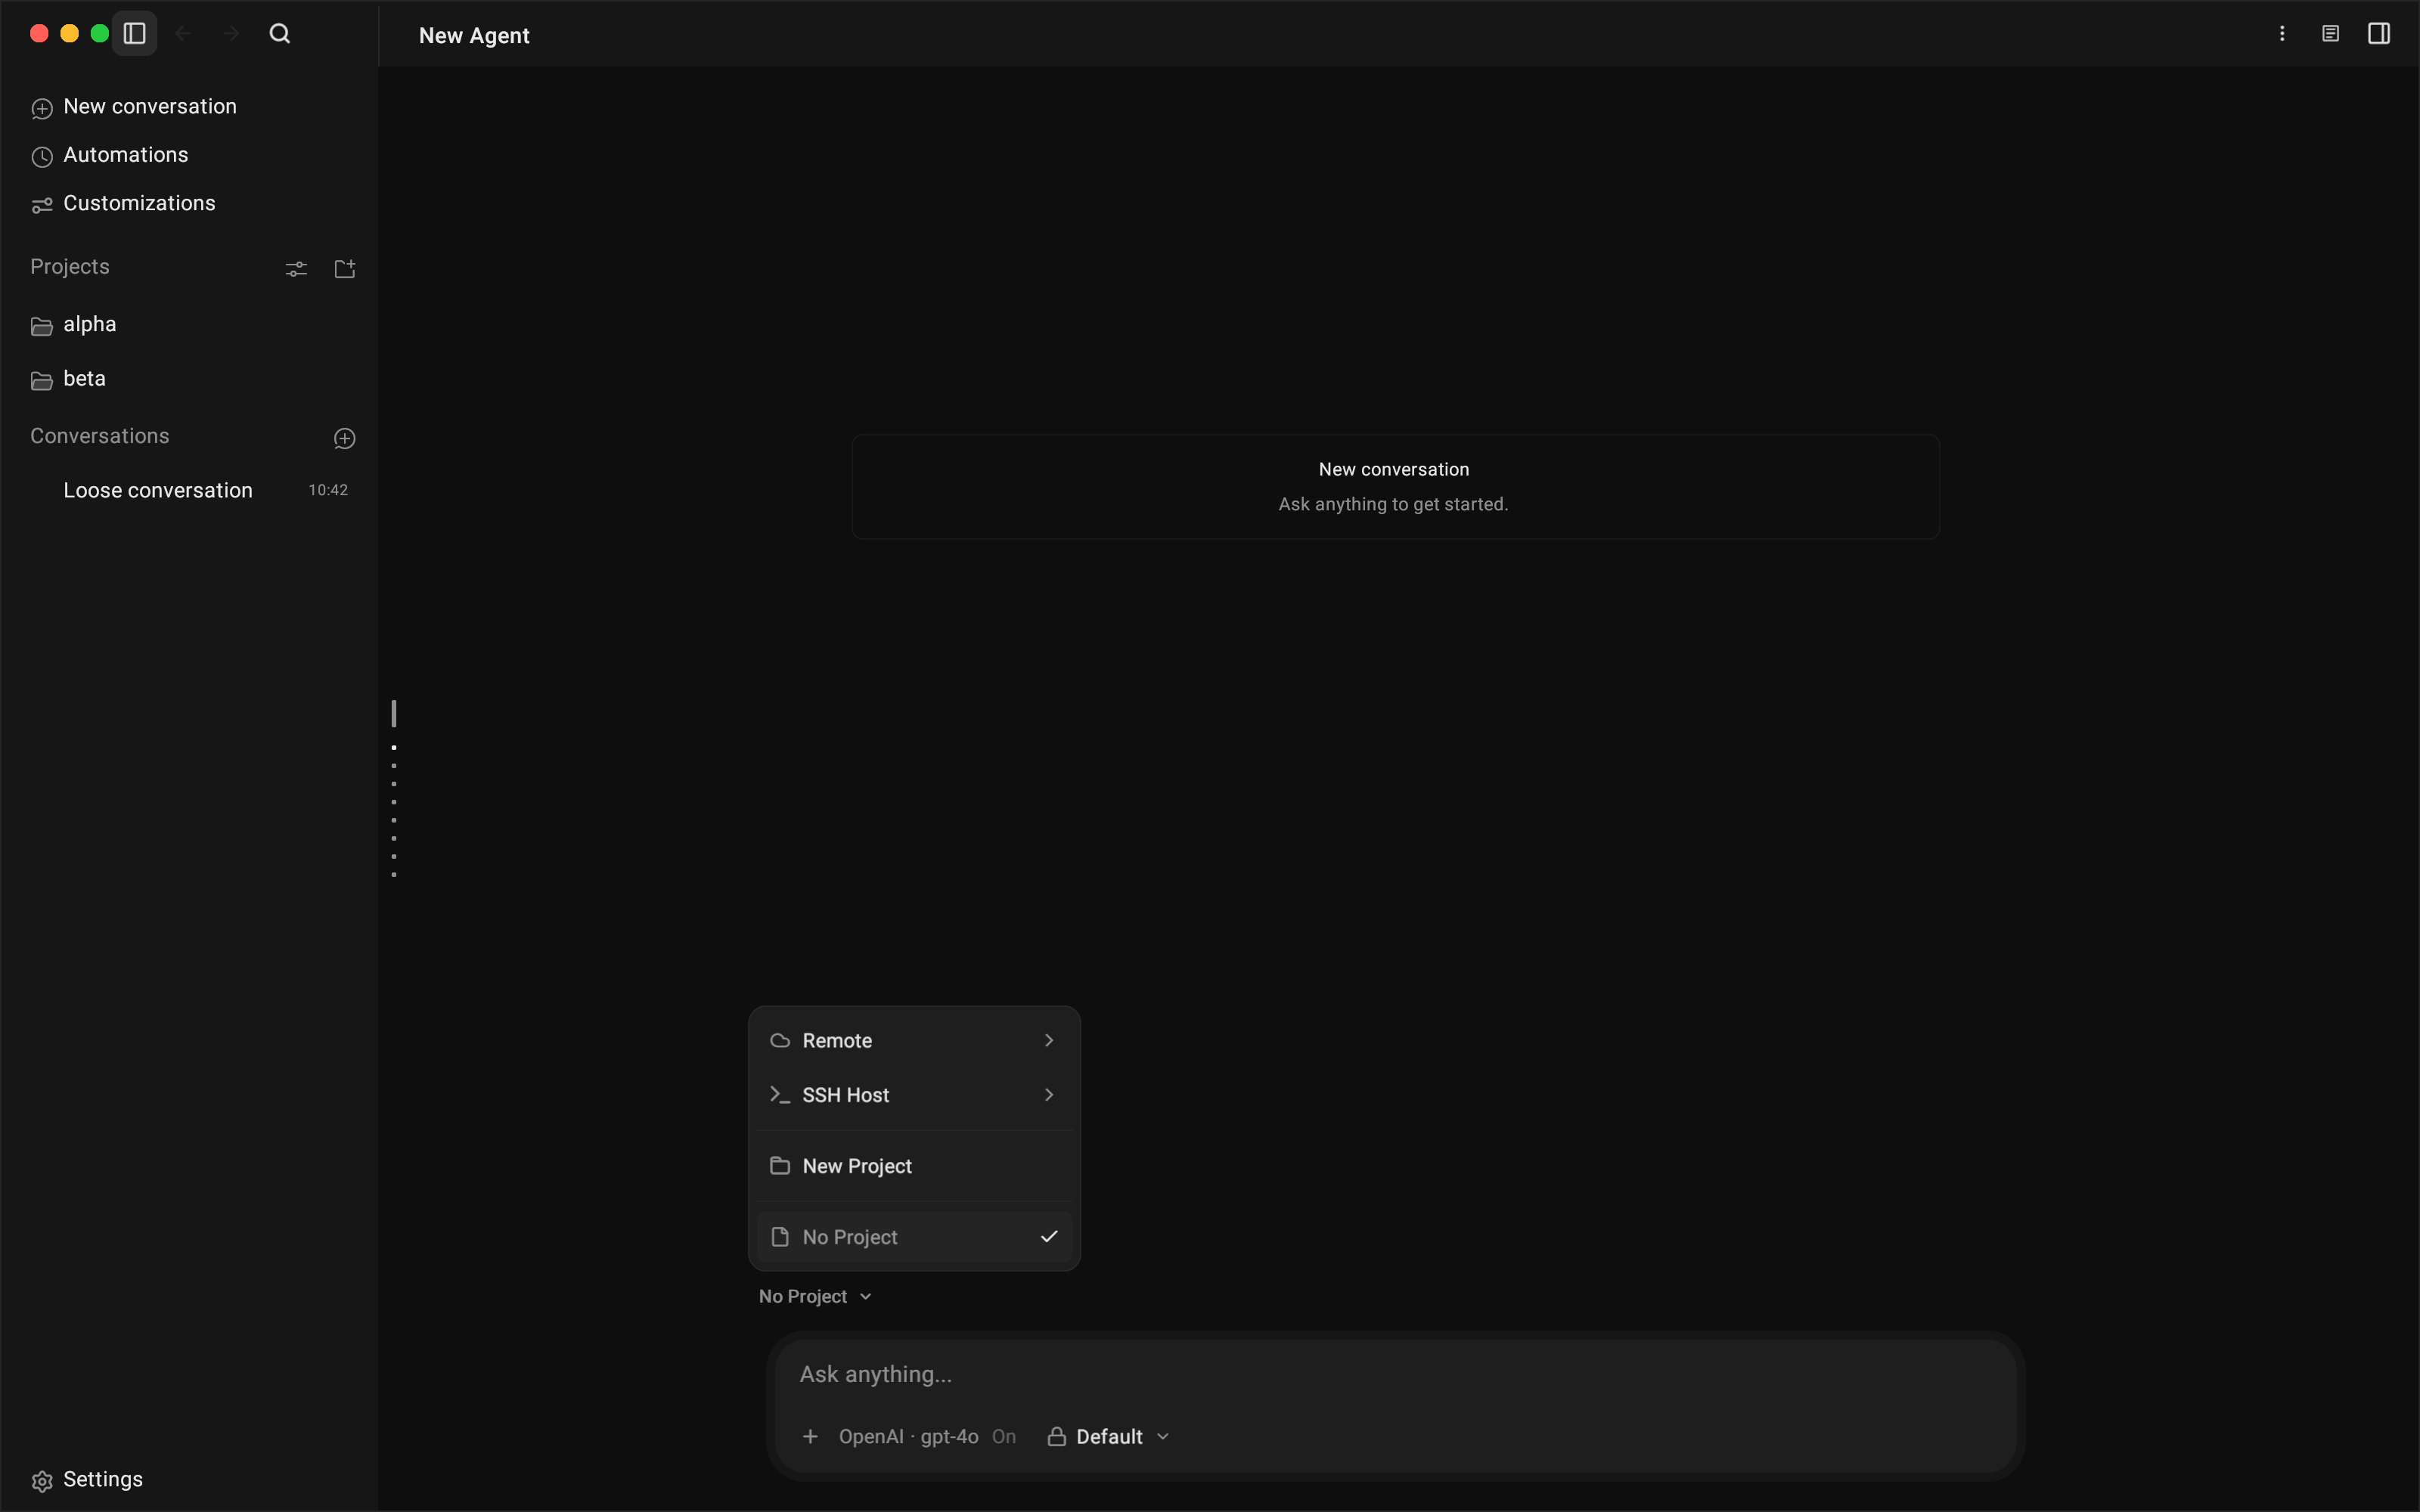 New Agent
New conversation
Automations
Customizations
Projects
alpha
beta
Conversations
Loose conversation 10:42
New conversation
Ask anything to get started.
Remote
SSH Host
New Project
No Project
No Project
Ask anything...
OpenAI · gpt-4o On Default
Settings